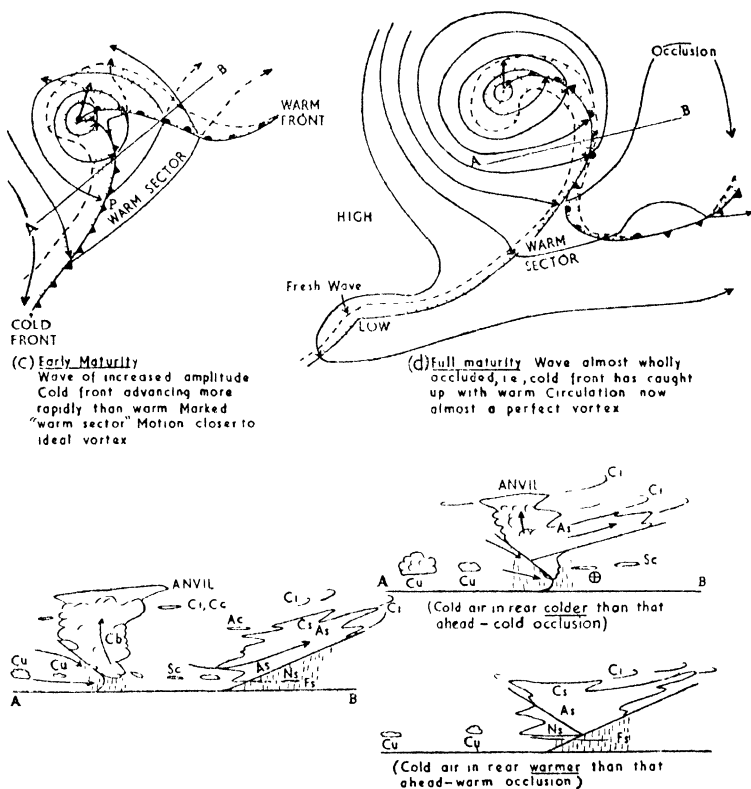 B
WARM
FRONT
P
WARM SECTOR
A
COLD
FRONT
(c) Early Maturity
Wave of increased amplitude
Cold front advancing more
rapidly than warm Marked
"warm sector" Motion closer to
ideal vortex
Occlusion
B
A
HIGH
WARM
SECTOR
Fresh Wave
LOW
(d) Full maturity Wave almost wholly
occluded, i.e, cold front has caught
up with warm Circulation now
almost a perfect vortex
ANVIL
Ci, Cc
Cb
Cu
Cu
A
Sc
Ac
Ci
Cs
As
Ci
As
Ns
Fs
B
ANVIL
Ci
Ci
As
Cu
Cu
Sc
A
B
(Cold air in rear colder than that
ahead – cold occlusion)
Ci
Cs
As
Ns
Fs
Cu
Cu
(Cold air in rear warmer than that
ahead – warm occlusion)